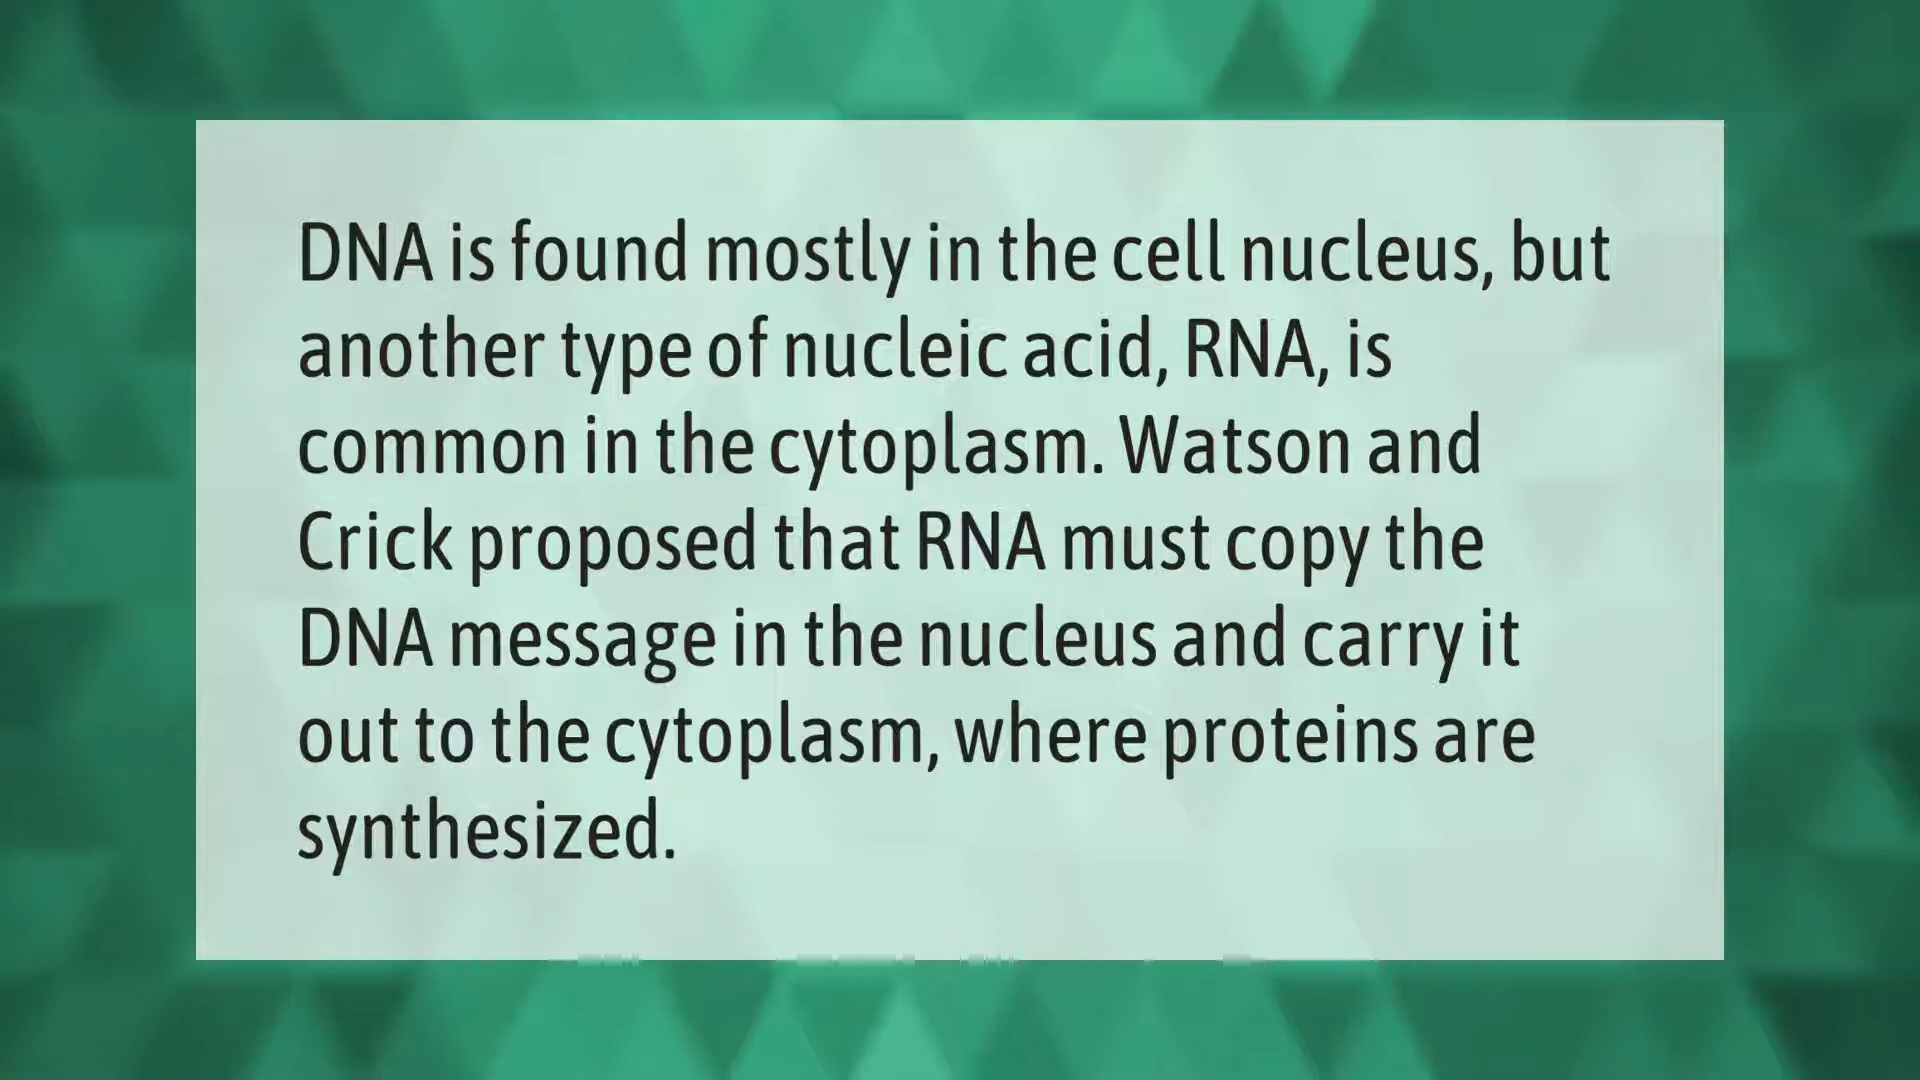 DNA is found mostly in the cell nucleus, but
another type of nucleic acid, RNA, is
common in the cytoplasm. Watson and
Crick proposed that RNA must copy the
DNA message in the nucleus and carry it
out to the cytoplasm, where proteins are
synthesized.